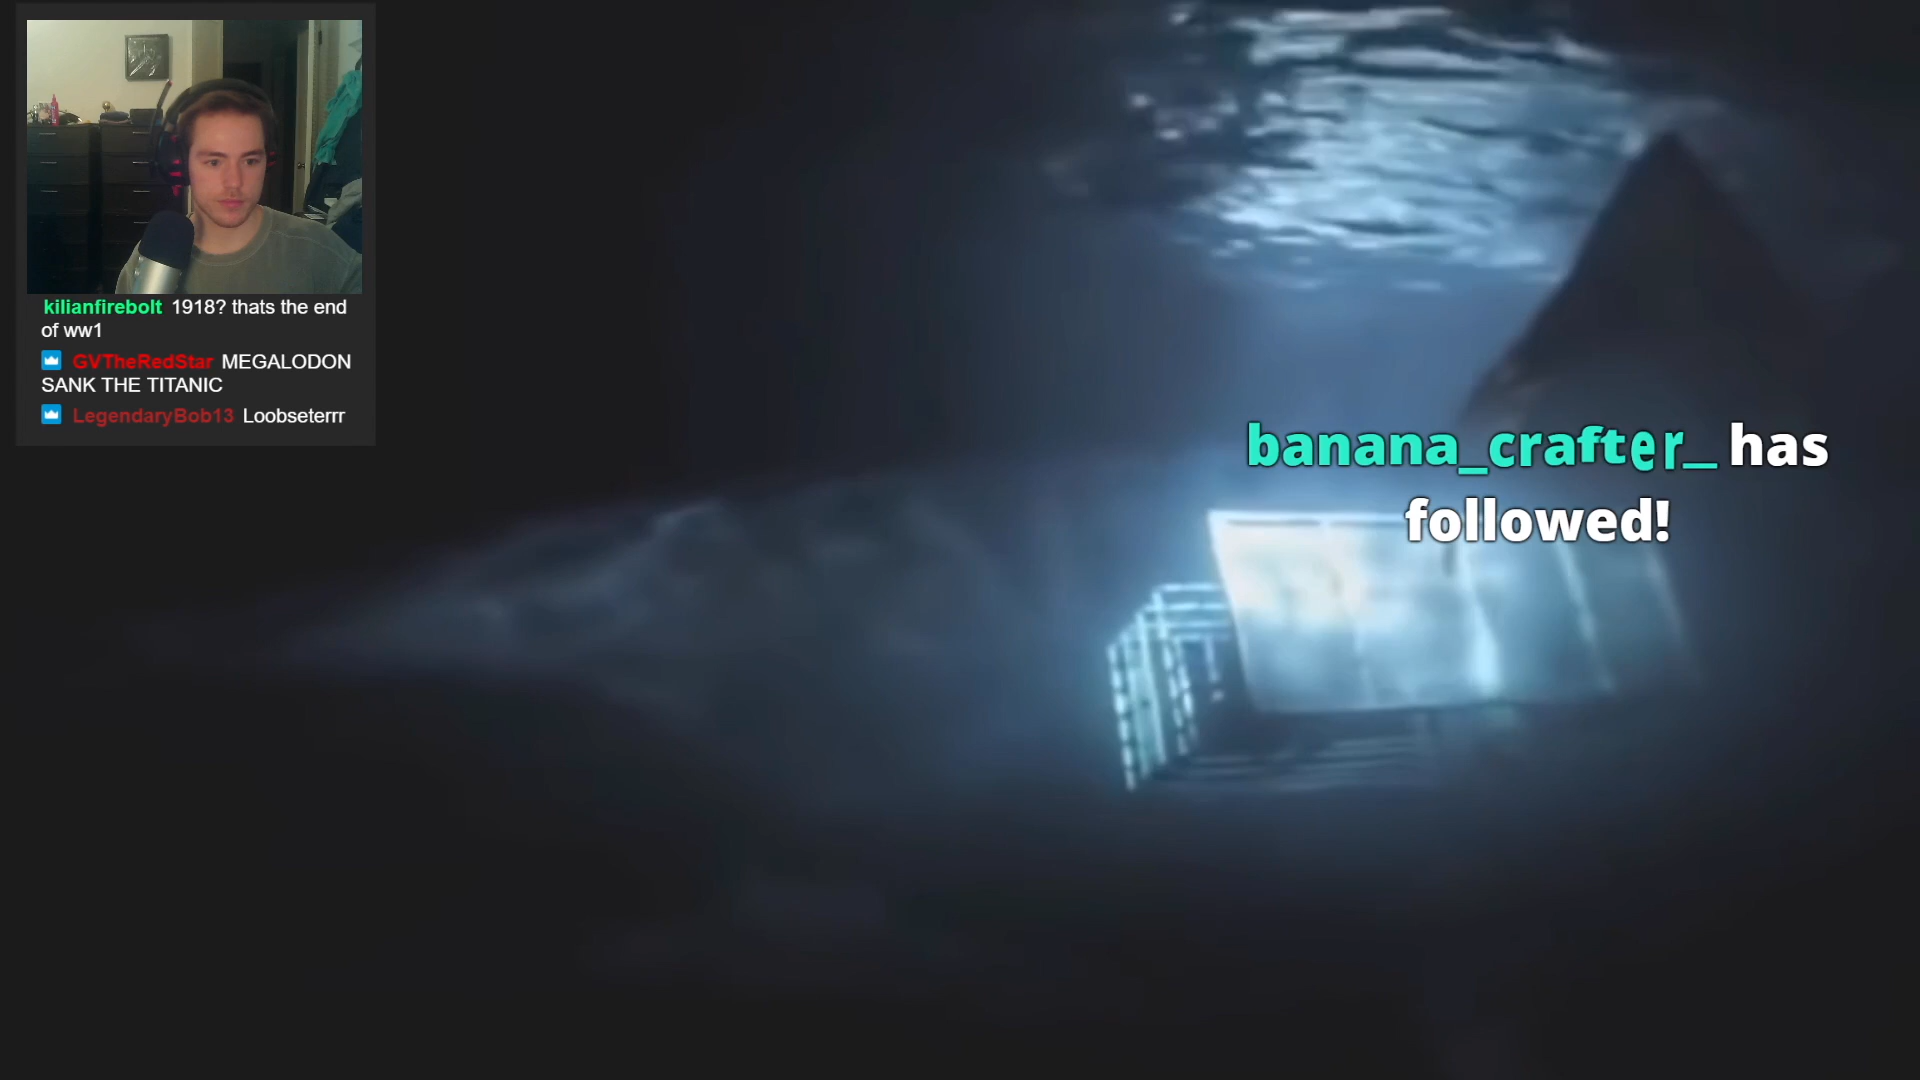 kilianfirebolt 1918? thats the end
of ww1
GVTheRedStar MEGALODON
SANK THE TITANIC
LegendaryBob13 Loobseterrr
banana_crafter_ has
followed!